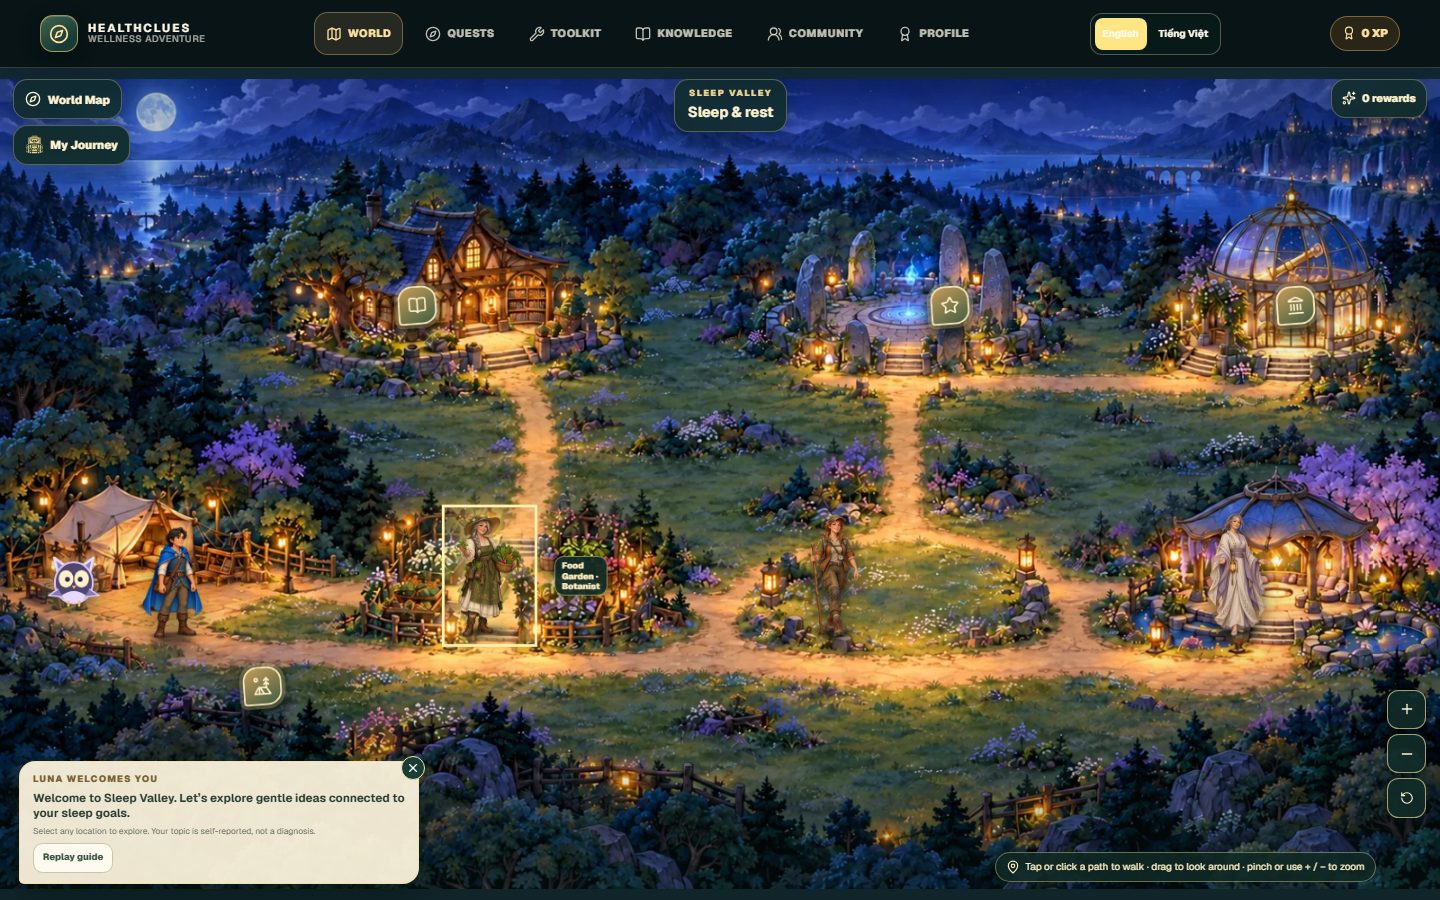 HEALTHCLUES
WELLNESS ADVENTURE
WORLD
QUESTS
TOOLKIT
KNOWLEDGE
COMMUNITY
PROFILE
English
Tiếng Việt
0 XP
World Map
SLEEP VALLEY
Sleep & rest
0 rewards
My Journey
Food
Garden ·
Botanist
LUNA WELCOMES YOU
Welcome to Sleep Valley. Let's explore gentle ideas connected to
your sleep goals.
Select any location to explore. Your topic is self-reported, not a diagnosis.
Replay guide
Tap or click a path to walk · drag to look around · pinch or use + / − to zoom